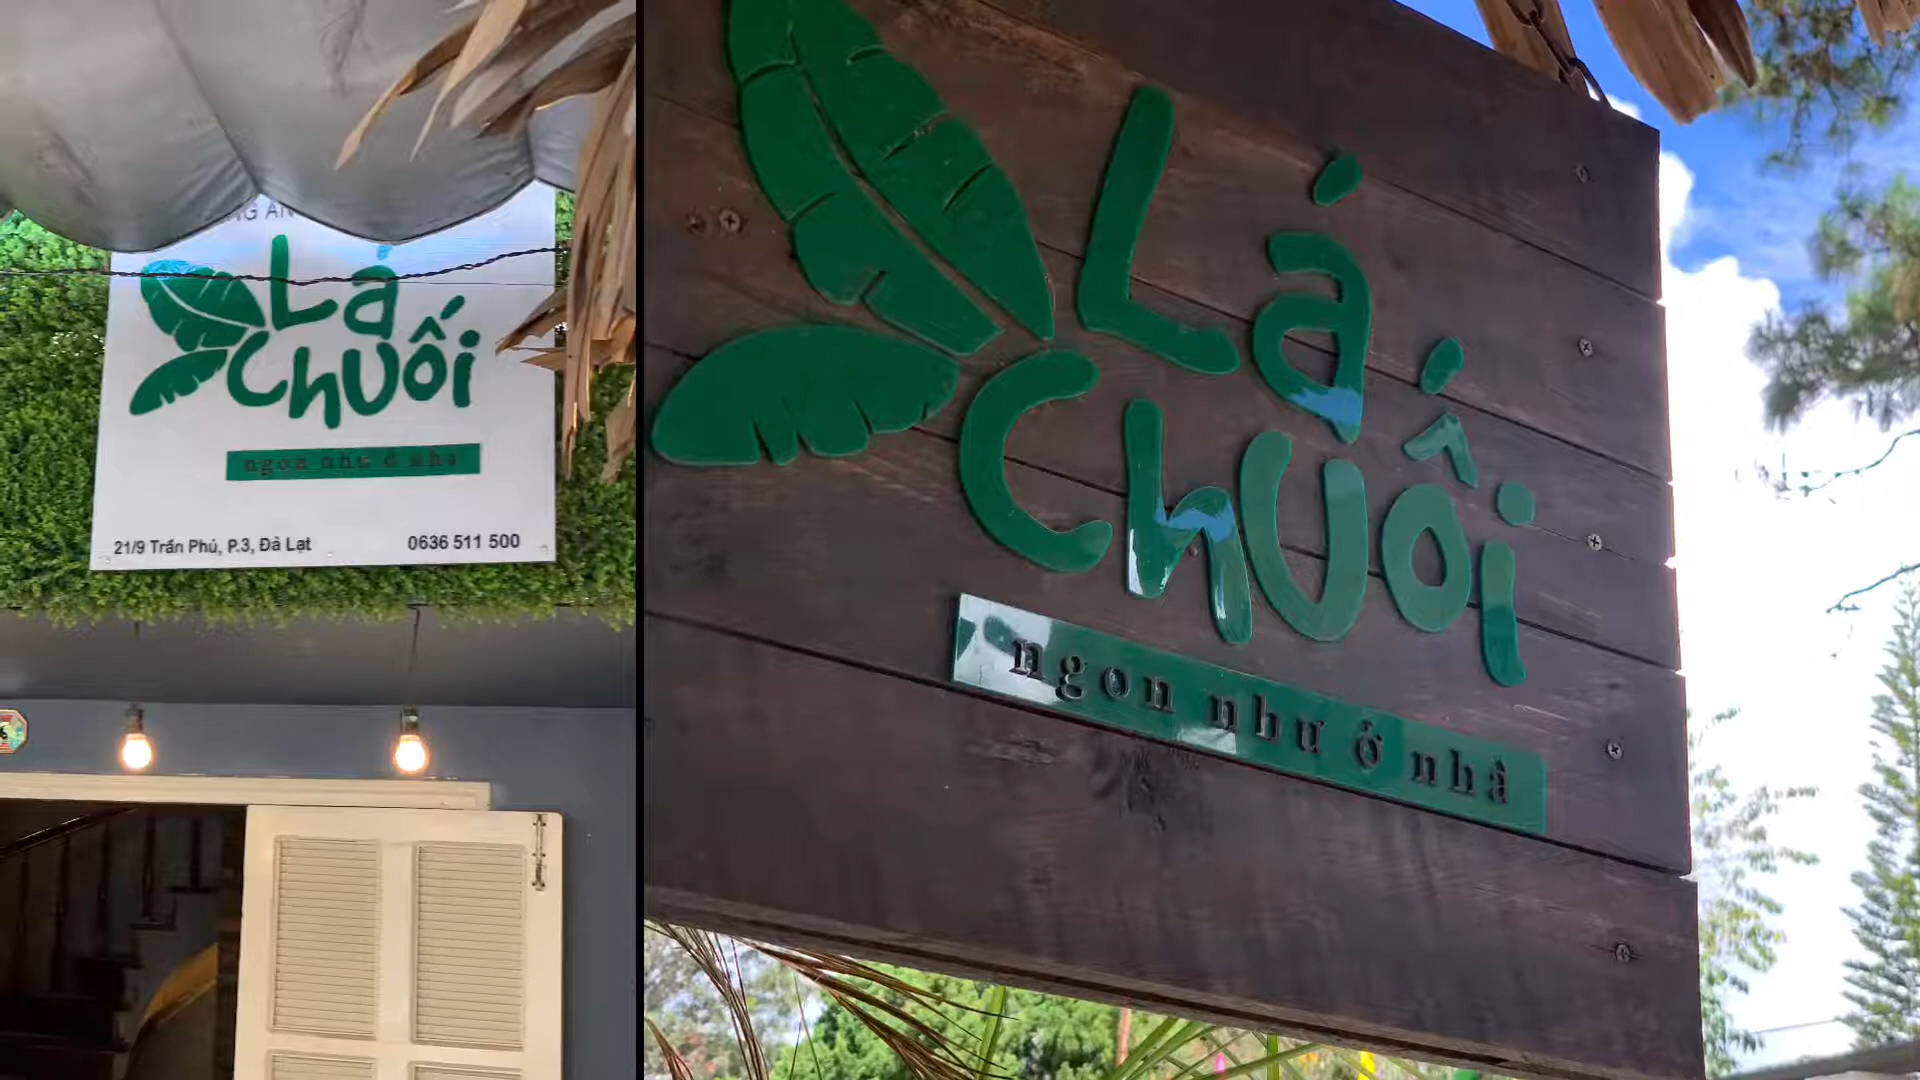 Lá
Chuối
ngon như ở nhà
21/9 Trần Phú, P.3, Đà Lạt
0636 511 500
Lá
Chuối
ngon như ở nhà